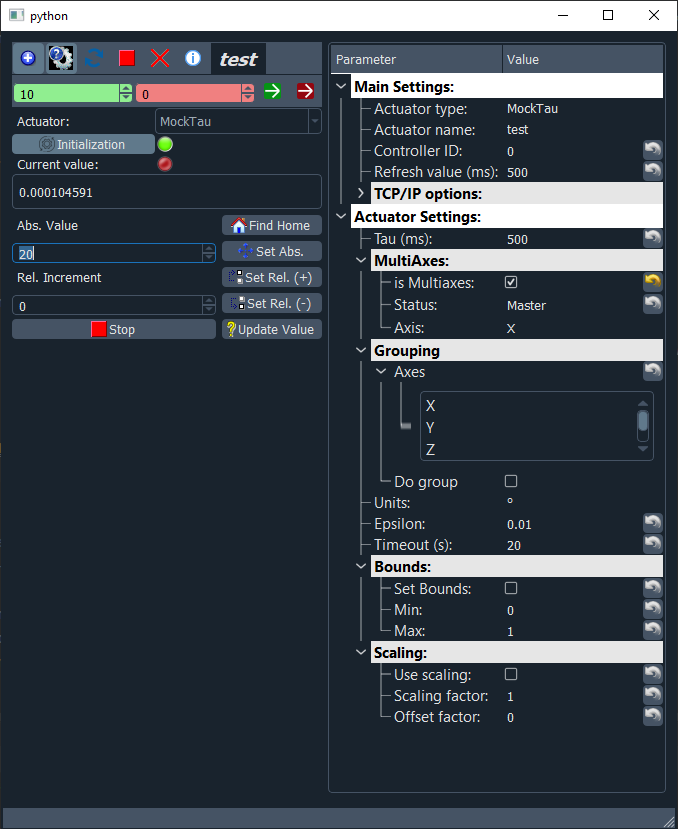 python
test
10
0
Actuator:
MockTau
Initialization
Current value:
0.000104591
Abs. Value
Find Home
20
Set Abs.
Rel. Increment
Set Rel. (+)
0
Set Rel. (-)
Stop
Update Value
Parameter Value
Main Settings:
Actuator type: MockTau
Actuator name: test
Controller ID: 0
Refresh value (ms): 500
TCP/IP options:
Actuator Settings:
Tau (ms): 500
MultiAxes:
is Multiaxes:
Status: Master
Axis: X
Grouping
Axes
X
Y
Z
Do group
Units: °
Epsilon: 0.01
Timeout (s): 20
Bounds:
Set Bounds:
Min: 0
Max: 1
Scaling:
Use scaling:
Scaling factor: 1
Offset factor: 0